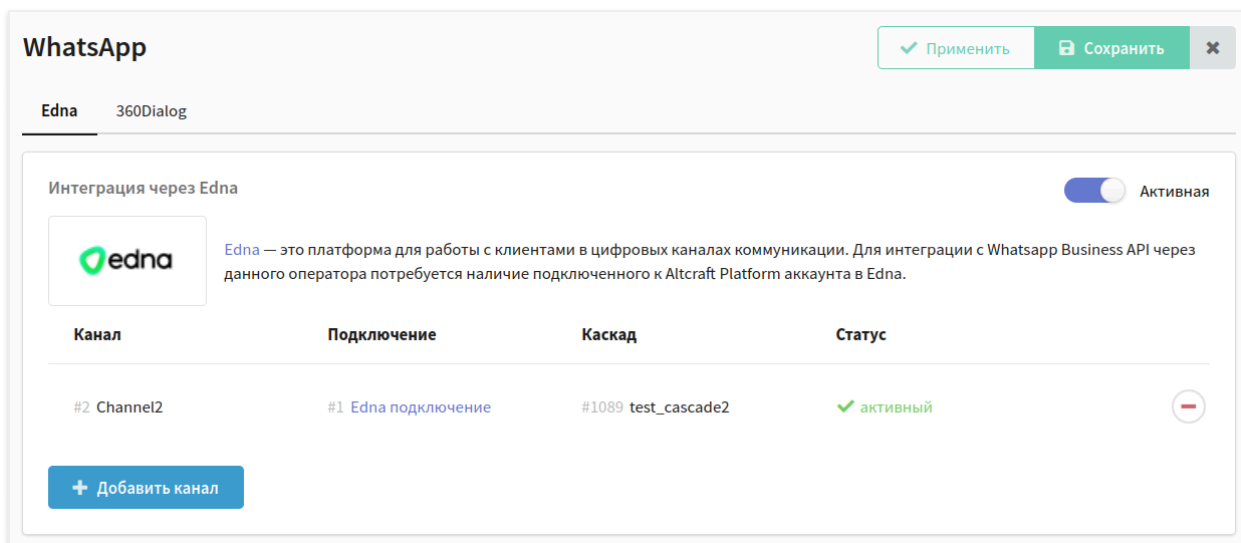 WhatsApp
Применить
Сохранить
Edna 360Dialog
Интеграция через Edna
Активная
edna
Edna — это платформа для работы с клиентами в цифровых каналах коммуникации. Для интеграции с Whatsapp Business API через
данного оператора потребуется наличие подключенного к Altcraft Platform аккаунта в Edna.
Канал Подключение Каскад Статус
#2 Channel2 #1 Edna подключение #1089 test_cascade2 активный
Добавить канал